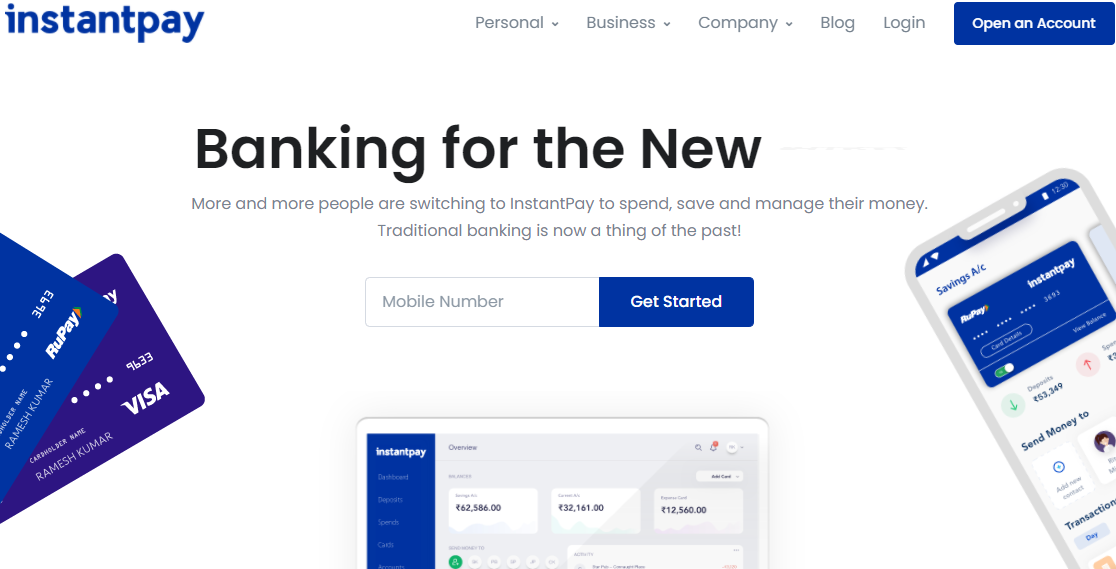 instantpay
Personal
Business
Company
Blog
Login
Open an Account
Banking for the New
More and more people are switching to InstantPay to spend, save and manage their money.
Traditional banking is now a thing of the past!
Mobile Number
Get Started
3693
RuPay
CARDHOLDER NAME
RAMESH KUMAR
9633
VISA
CARDHOLDER NAME
RAMESH KUMAR
instantpay
Dashboard
Deposits
Spends
Cards
Accounts
Overview
BALANCES
Add Card
Savings A/c
₹62,586.00
Current A/c
₹32,161.00
Expense Card
₹12,560.00
SEND MONEY TO
ACTIVITY
12:30
Savings A/c
instantpay
RuPay
3693
Card Details
View Balance
Deposits
₹53,349
Send Money to
Add new
contact
Transaction
Day